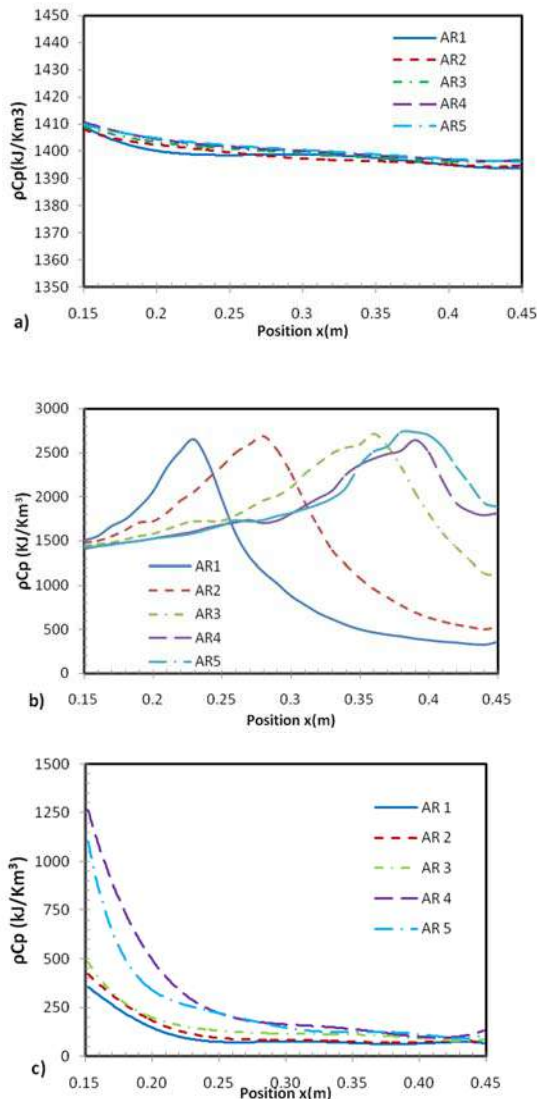 1450
1440
1430
1420
1410
1400
1390
1380
1370
1360
1350
ρCp(kJ/Km3)
AR1
AR2
AR3
AR4
AR5
0.15 0.2 0.25 0.3 0.35 0.4 0.45
Position x(m)
a)
3000
2500
2000
1500
1000
500
0
ρCp (KJ/Km³)
AR1
AR2
AR3
AR4
AR5
0.15 0.20 0.25 0.30 0.35 0.40 0.45
Position x(m)
b)
1500
1250
1000
750
500
250
0
ρCp (kJ/Km³)
AR 1
AR 2
AR 3
AR 4
AR 5
0.15 0.20 0.25 0.30 0.35 0.40 0.45
Position x(m)
c)